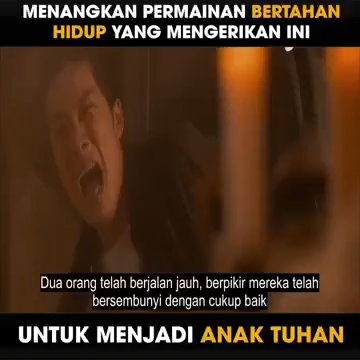 MENANGKAN PERMAINAN BERTAHAN
HIDUP YANG MENGERIKAN INI
Dua orang telah berjalan jauh, berpikir mereka telah
bersembunyi dengan cukup baik
UNTUK MENJADI ANAK TUHAN